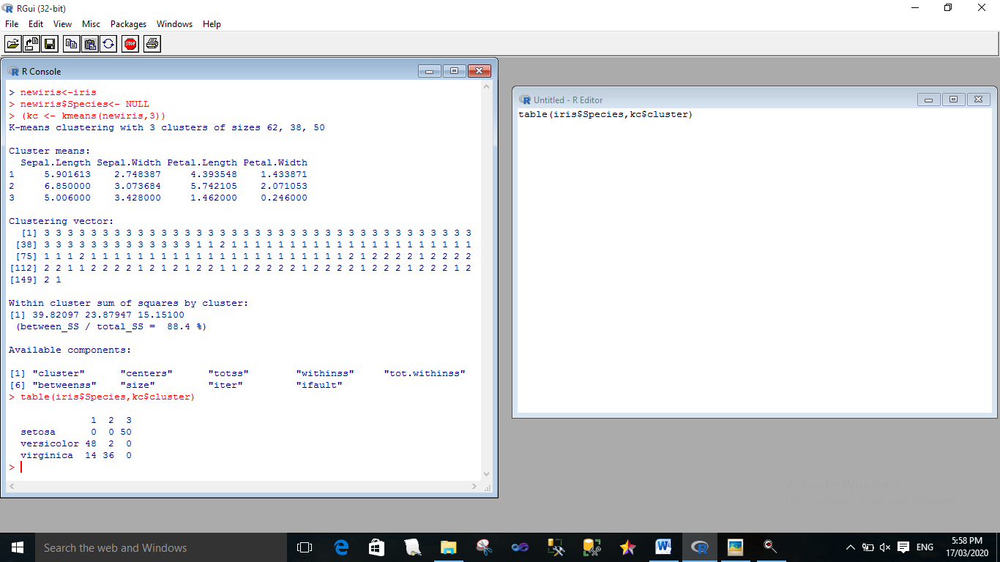 RGui (32-bit)
File Edit View Misc Packages Windows Help
STOP
R Console
> newiris<-iris
> newiris$Species<- NULL
> (kc <- kmeans(newiris,3))
K-means clustering with 3 clusters of sizes 62, 38, 50
Cluster means:
  Sepal.Length Sepal.Width Petal.Length Petal.Width
1     5.901613    2.748387     4.393548    1.433871
2     6.850000    3.073684     5.742105    2.071053
3     5.006000    3.428000     1.462000    0.246000
Clustering vector:
  [1] 3 3 3 3 3 3 3 3 3 3 3 3 3 3 3 3 3 3 3 3 3 3 3 3 3 3 3 3 3 3 3 3 3 3 3 3 3
 [38] 3 3 3 3 3 3 3 3 3 3 3 3 3 1 1 2 1 1 1 1 1 1 1 1 1 1 1 1 1 1 1 1 1 1 1 1 1
 [75] 1 1 1 2 1 1 1 1 1 1 1 1 1 1 1 1 1 1 1 1 1 1 1 1 1 1 2 1 2 2 2 2 1 2 2 2 2
[112] 2 2 1 1 2 2 2 2 1 2 1 2 1 2 2 1 1 2 2 2 2 2 1 2 2 2 2 1 2 2 2 1 2 2 2 1 2
[149] 2 1
Within cluster sum of squares by cluster:
[1] 39.82097 23.87947 15.15100
 (between_SS / total_SS =  88.4 %)
Available components:
[1] "cluster"      "centers"      "totss"        "withinss"     "tot.withinss"
[6] "betweenss"    "size"         "iter"         "ifault"
> table(iris$Species,kc$cluster)
              1  2  3
  setosa      0  0 50
  versicolor 48  2  0
  virginica  14 36  0
>
Untitled - R Editor
table(iris$Species,kc$cluster)
Search the web and Windows
ENG
5:58 PM
17/03/2020